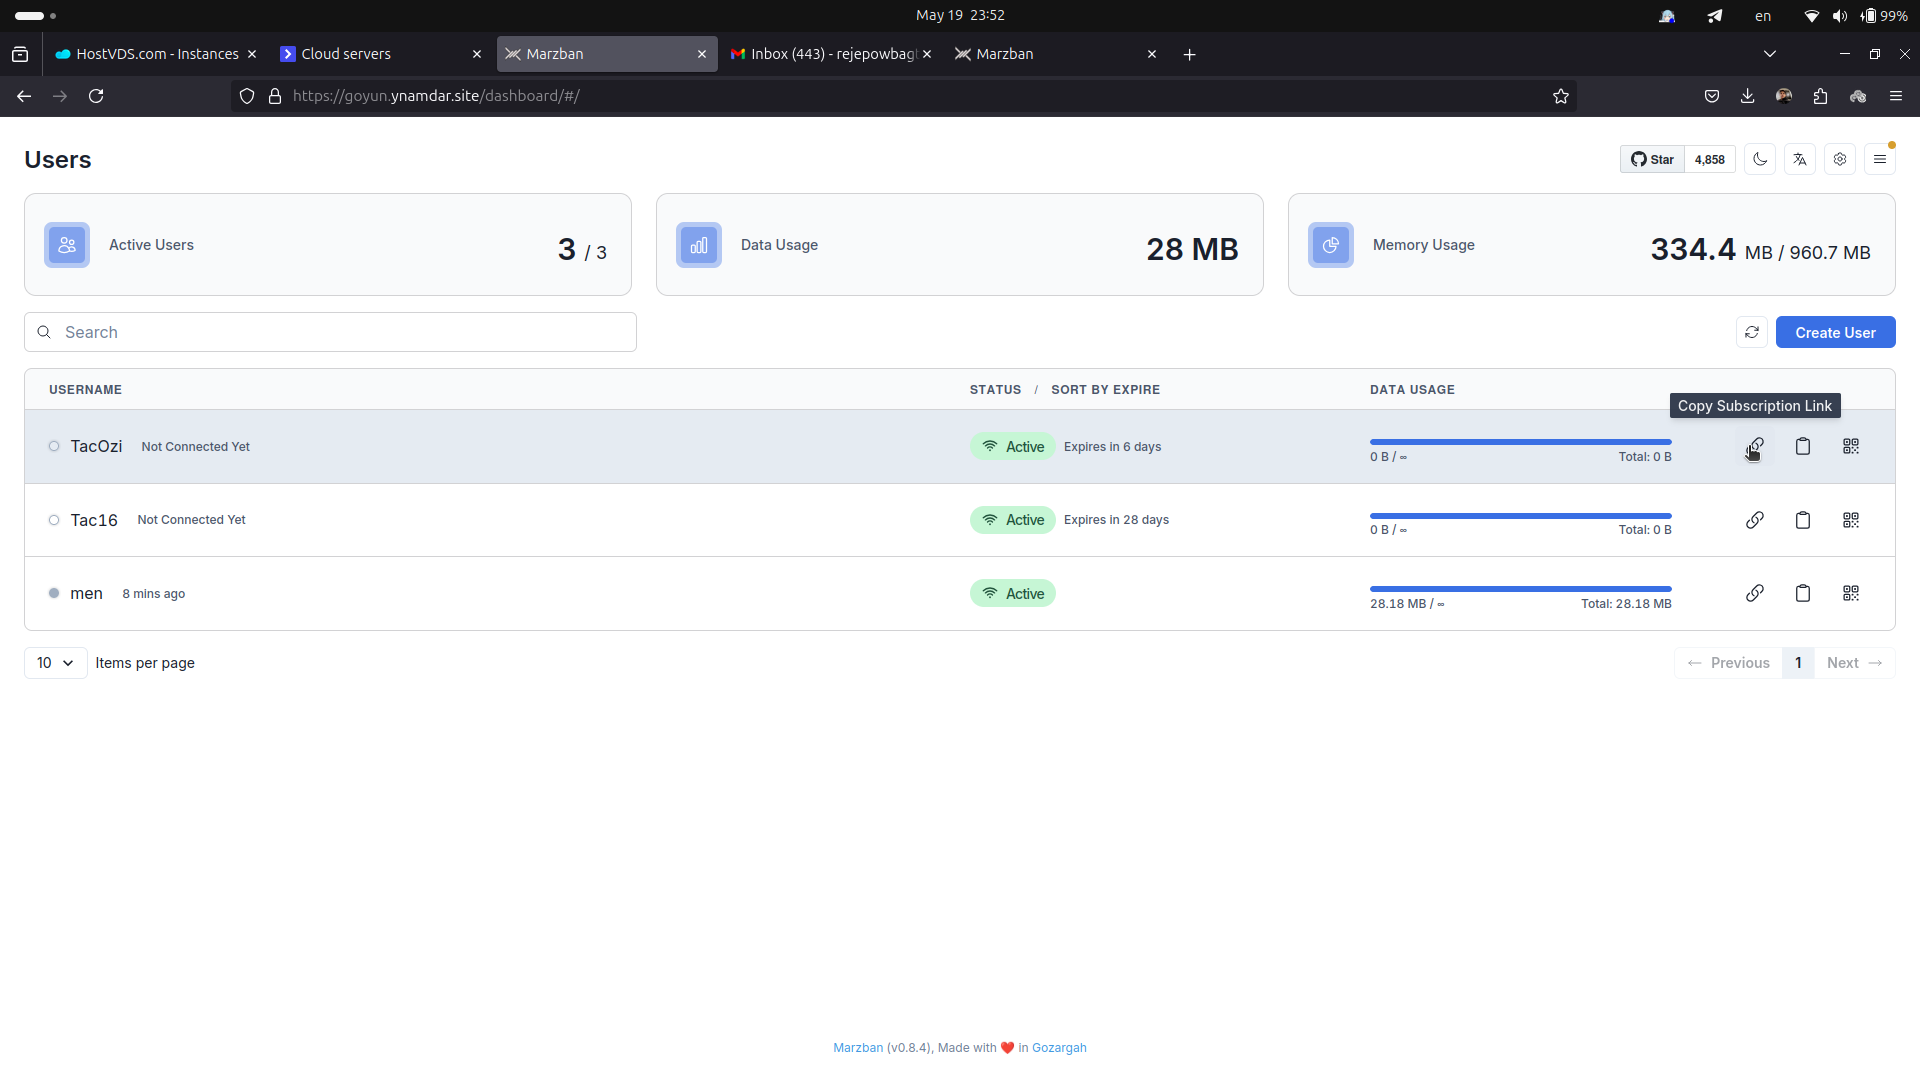 May 19 23:52
en
99%
HostVDS.com - Instances
Cloud servers
Marzban
Inbox (443) - rejepowbagt
Marzban
https://goyun.ynamdar.site/dashboard/#/
Users
Star 4,858
Active Users 3 / 3
Data Usage 28 MB
Memory Usage 334.4 MB / 960.7 MB
Search
Create User
USERNAME STATUS / SORT BY EXPIRE DATA USAGE
Copy Subscription Link
TacOzi Not Connected Yet Active Expires in 6 days
0 B / ∞ Total: 0 B
Tac16 Not Connected Yet Active Expires in 28 days
0 B / ∞ Total: 0 B
men 8 mins ago Active
28.18 MB / ∞ Total: 28.18 MB
10 Items per page
← Previous 1 Next →
Marzban (v0.8.4), Made with ❤️ in Gozargah